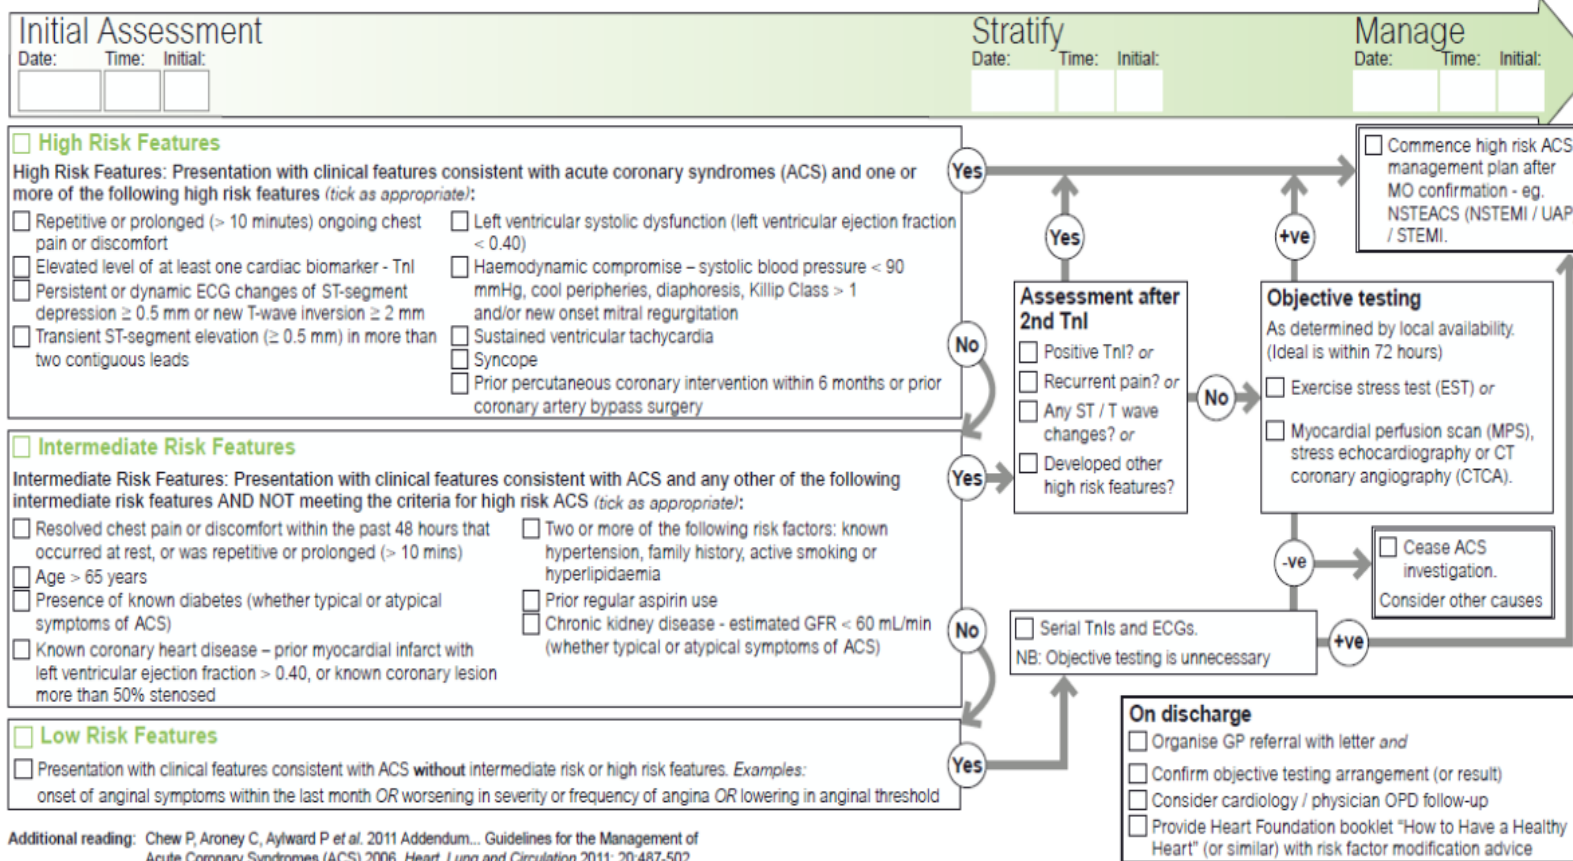 Initial Assessment
Date: Time: Initial:
Stratify
Date: Time: Initial:
Manage
Date: Time: Initial:
High Risk Features
High Risk Features: Presentation with clinical features consistent with acute coronary syndromes (ACS) and one or
more of the following high risk features (tick as appropriate):
Repetitive or prolonged (> 10 minutes) ongoing chest
pain or discomfort
Elevated level of at least one cardiac biomarker - TnI
Persistent or dynamic ECG changes of ST-segment
depression ≥ 0.5 mm or new T-wave inversion ≥ 2 mm
Transient ST-segment elevation (≥ 0.5 mm) in more than
two contiguous leads
Left ventricular systolic dysfunction (left ventricular ejection fraction
< 0.40)
Haemodynamic compromise – systolic blood pressure < 90
mmHg, cool peripheries, diaphoresis, Killip Class > 1
and/or new onset mitral regurgitation
Sustained ventricular tachycardia
Syncope
Prior percutaneous coronary intervention within 6 months or prior
coronary artery bypass surgery
Yes
No
Intermediate Risk Features
Intermediate Risk Features: Presentation with clinical features consistent with ACS and any other of the following
intermediate risk features AND NOT meeting the criteria for high risk ACS (tick as appropriate):
Resolved chest pain or discomfort within the past 48 hours that
occurred at rest, or was repetitive or prolonged (> 10 mins)
Age > 65 years
Presence of known diabetes (whether typical or atypical
symptoms of ACS)
Known coronary heart disease – prior myocardial infarct with
left ventricular ejection fraction > 0.40, or known coronary lesion
more than 50% stenosed
Two or more of the following risk factors: known
hypertension, family history, active smoking or
hyperlipidaemia
Prior regular aspirin use
Chronic kidney disease - estimated GFR < 60 mL/min
(whether typical or atypical symptoms of ACS)
Yes
No
Low Risk Features
Presentation with clinical features consistent with ACS without intermediate risk or high risk features. Examples:
onset of anginal symptoms within the last month OR worsening in severity or frequency of angina OR lowering in anginal threshold
Yes
Yes
Assessment after
2nd TnI
Positive TnI? or
Recurrent pain? or
Any ST / T wave
changes? or
Developed other
high risk features?
No
+ve
Objective testing
As determined by local availability.
(Ideal is within 72 hours)
Exercise stress test (EST) or
Myocardial perfusion scan (MPS),
stress echocardiography or CT
coronary angiography (CTCA).
-ve
Commence high risk ACS
management plan after
MO confirmation - eg.
NSTEACS (NSTEMI / UAP
/ STEMI.
Cease ACS
investigation.
Consider other causes
Serial TnIs and ECGs.
NB: Objective testing is unnecessary
+ve
On discharge
Organise GP referral with letter and
Confirm objective testing arrangement (or result)
Consider cardiology / physician OPD follow-up
Provide Heart Foundation booklet "How to Have a Healthy
Heart" (or similar) with risk factor modification advice
Additional reading: Chew P, Aroney C, Aylward P et al. 2011 Addendum... Guidelines for the Management of
Acute Coronary Syndromes (ACS) 2006. Heart, Lung and Circulation 2011; 20:487-502